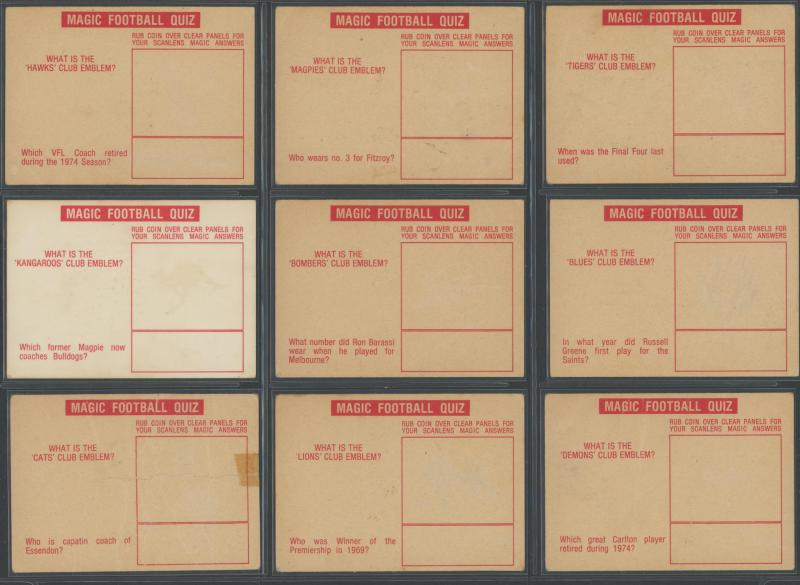 MAGIC FOOTBALL QUIZ
RUB COIN OVER CLEAR PANELS FOR
YOUR SCANLENS MAGIC ANSWERS
WHAT IS THE
'HAWKS' CLUB EMBLEM?
Which VFL Coach retired
during the 1974 Season?
MAGIC FOOTBALL QUIZ
RUB COIN OVER CLEAR PANELS FOR
YOUR SCANLENS MAGIC ANSWERS
WHAT IS THE
'MAGPIES' CLUB EMBLEM?
Who wears no. 3 for Fitzroy?
MAGIC FOOTBALL QUIZ
RUB COIN OVER CLEAR PANELS FOR
YOUR SCANLENS MAGIC ANSWERS
WHAT IS THE
'TIGERS' CLUB EMBLEM?
When was the Final Four last
used?
MAGIC FOOTBALL QUIZ
RUB COIN OVER CLEAR PANELS FOR
YOUR SCANLENS MAGIC ANSWERS
WHAT IS THE
'KANGAROOS' CLUB EMBLEM?
Which former Magpie now
coaches Bulldogs?
MAGIC FOOTBALL QUIZ
RUB COIN OVER CLEAR PANELS FOR
YOUR SCANLENS MAGIC ANSWERS
WHAT IS THE
'BOMBERS' CLUB EMBLEM?
What number did Ron Barassi
wear when he played for
Melbourne?
MAGIC FOOTBALL QUIZ
RUB COIN OVER CLEAR PANELS FOR
YOUR SCANLENS MAGIC ANSWERS
WHAT IS THE
'BLUES' CLUB EMBLEM?
In what year did Russell
Greene first play for the
Saints?
MAGIC FOOTBALL QUIZ
RUB COIN OVER CLEAR PANELS FOR
YOUR SCANLENS MAGIC ANSWERS
WHAT IS THE
'CATS' CLUB EMBLEM?
Who is capatin coach of
Essendon?
MAGIC FOOTBALL QUIZ
RUB COIN OVER CLEAR PANELS FOR
YOUR SCANLENS MAGIC ANSWERS
WHAT IS THE
'LIONS' CLUB EMBLEM?
Who was Winner of the
Premiership in 1969?
MAGIC FOOTBALL QUIZ
RUB COIN OVER CLEAR PANELS FOR
YOUR SCANLENS MAGIC ANSWERS
WHAT IS THE
'DEMONS' CLUB EMBLEM?
Which great Carlton player
retired during 1974?